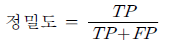 정밀도 = TP / (TP+FP)